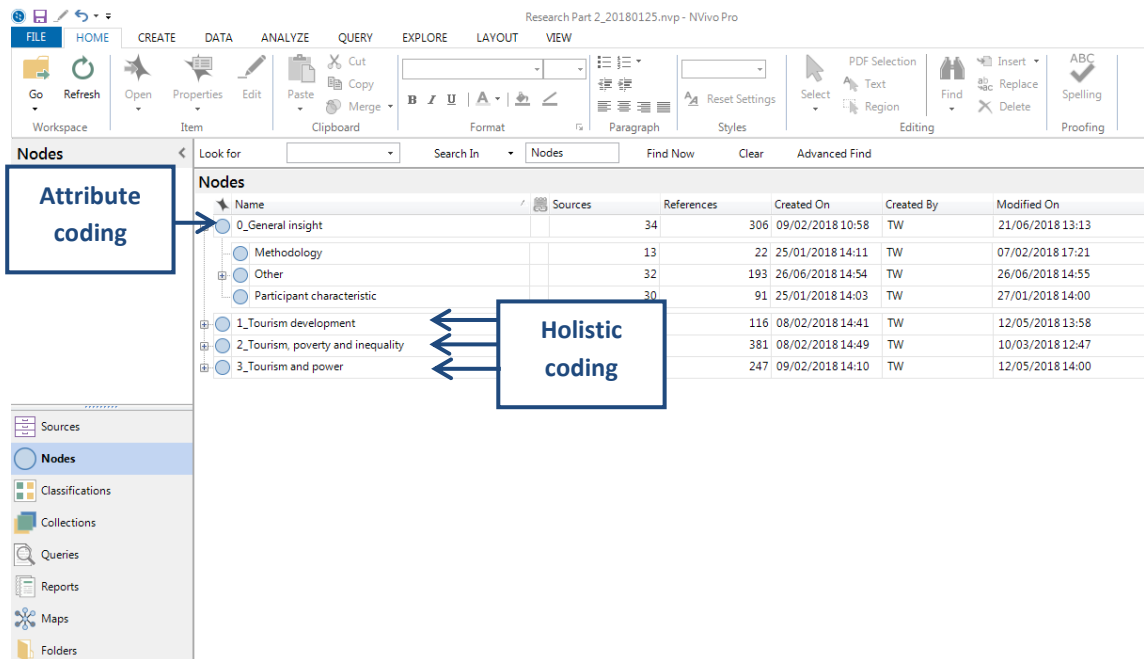 Research Part 2_20180125.nvp - NVivo Pro
FILE HOME CREATE DATA ANALYZE QUERY EXPLORE LAYOUT VIEW
Go Refresh Open Properties Edit Paste Cut Copy Merge B I U A Reset Settings Select PDF Selection Text Region Find Insert Replace Delete ABC Spelling
Workspace Item Clipboard Format Paragraph Styles Editing Proofing
Nodes Look for Search In Nodes Find Now Clear Advanced Find
Attribute
coding
Nodes
Name Sources References Created On Created By Modified On
0_General insight 34 306 09/02/2018 10:58 TW 21/06/2018 13:13
Methodology 13 22 25/01/2018 14:11 TW 07/02/2018 17:21
Other 32 193 26/06/2018 14:54 TW 26/06/2018 14:55
Participant characteristic 30 91 25/01/2018 14:03 TW 27/01/2018 14:00
1_Tourism development 116 08/02/2018 14:41 TW 12/05/2018 13:58
2_Tourism, poverty and inequality 381 08/02/2018 14:49 TW 10/03/2018 12:47
3_Tourism and power 247 09/02/2018 14:10 TW 12/05/2018 14:00
Holistic
coding
Sources
Nodes
Classifications
Collections
Queries
Reports
Maps
Folders